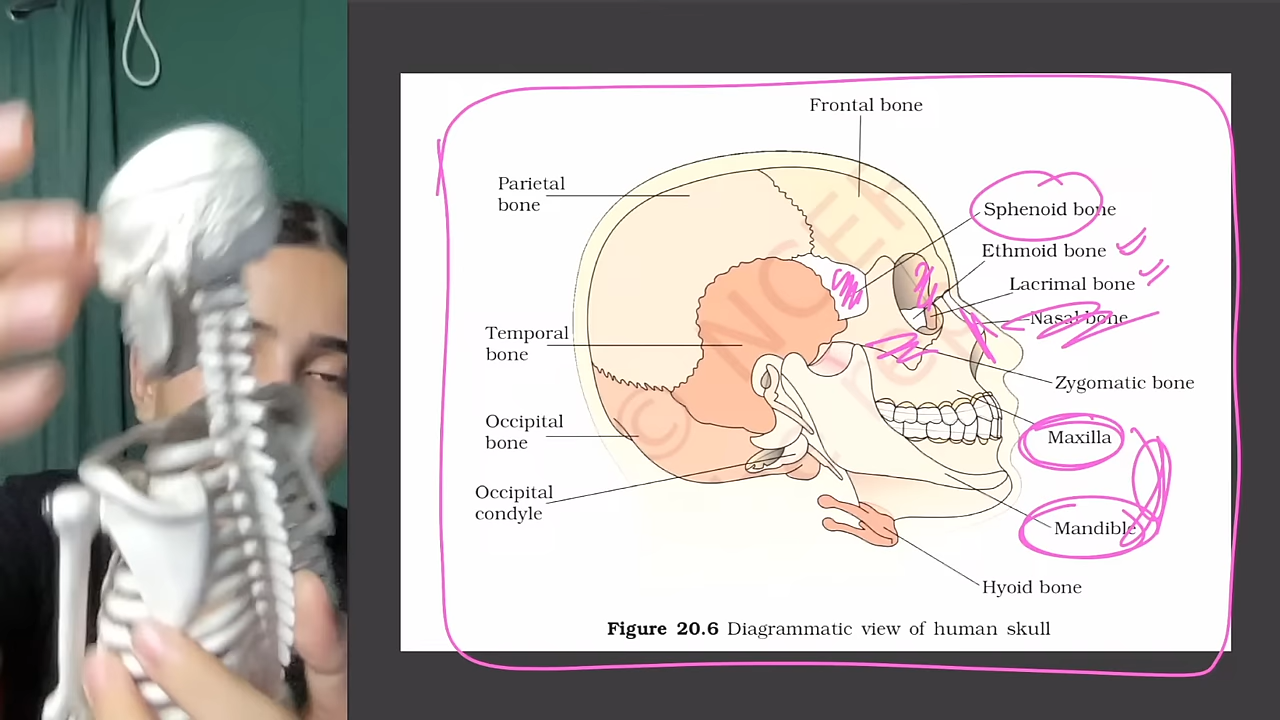 Frontal bone
Parietal
bone
Sphenoid bone
Ethmoid bone
Lacrimal bone
Nasal bone
Temporal
bone
Zygomatic bone
Occipital
bone
Maxilla
Occipital
condyle
Mandible
Hyoid bone
© NCERT
Figure 20.6 Diagrammatic view of human skull